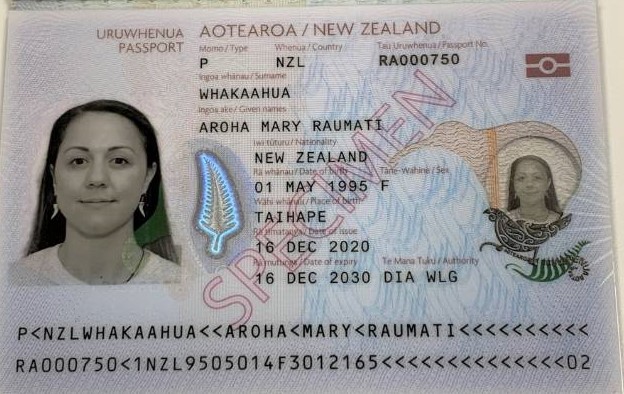 URUWHENUA
PASSPORT
AOTEAROA / NEW ZEALAND
Momo / Type Whenua / Country Tau Uruwhenua / Passport No.
P NZL RA000750
Ingoa whānau / Surname
WHAKAAHUA
Ingoa ake / Given names
AROHA MARY RAUMATI
Iwi tūturu / Nationality
NEW ZEALAND
Rā whānau / Date of birth Tāne-Wahine / Sex
01 MAY 1995 F
Wāhi whānau / Place of birth
TAIHAPE
Rā timatanga / Date of issue
16 DEC 2020
Rā mutunga / Date of expiry Te Mana Tuku / Authority
16 DEC 2030 DIA WLG
SPECIMEN
P<NZLWHAKAAHUA<<AROHA<MARY<RAUMATI<<<<<<<<<<
RA000750<1NZL9505014F3012165<<<<<<<<<<<<<<02